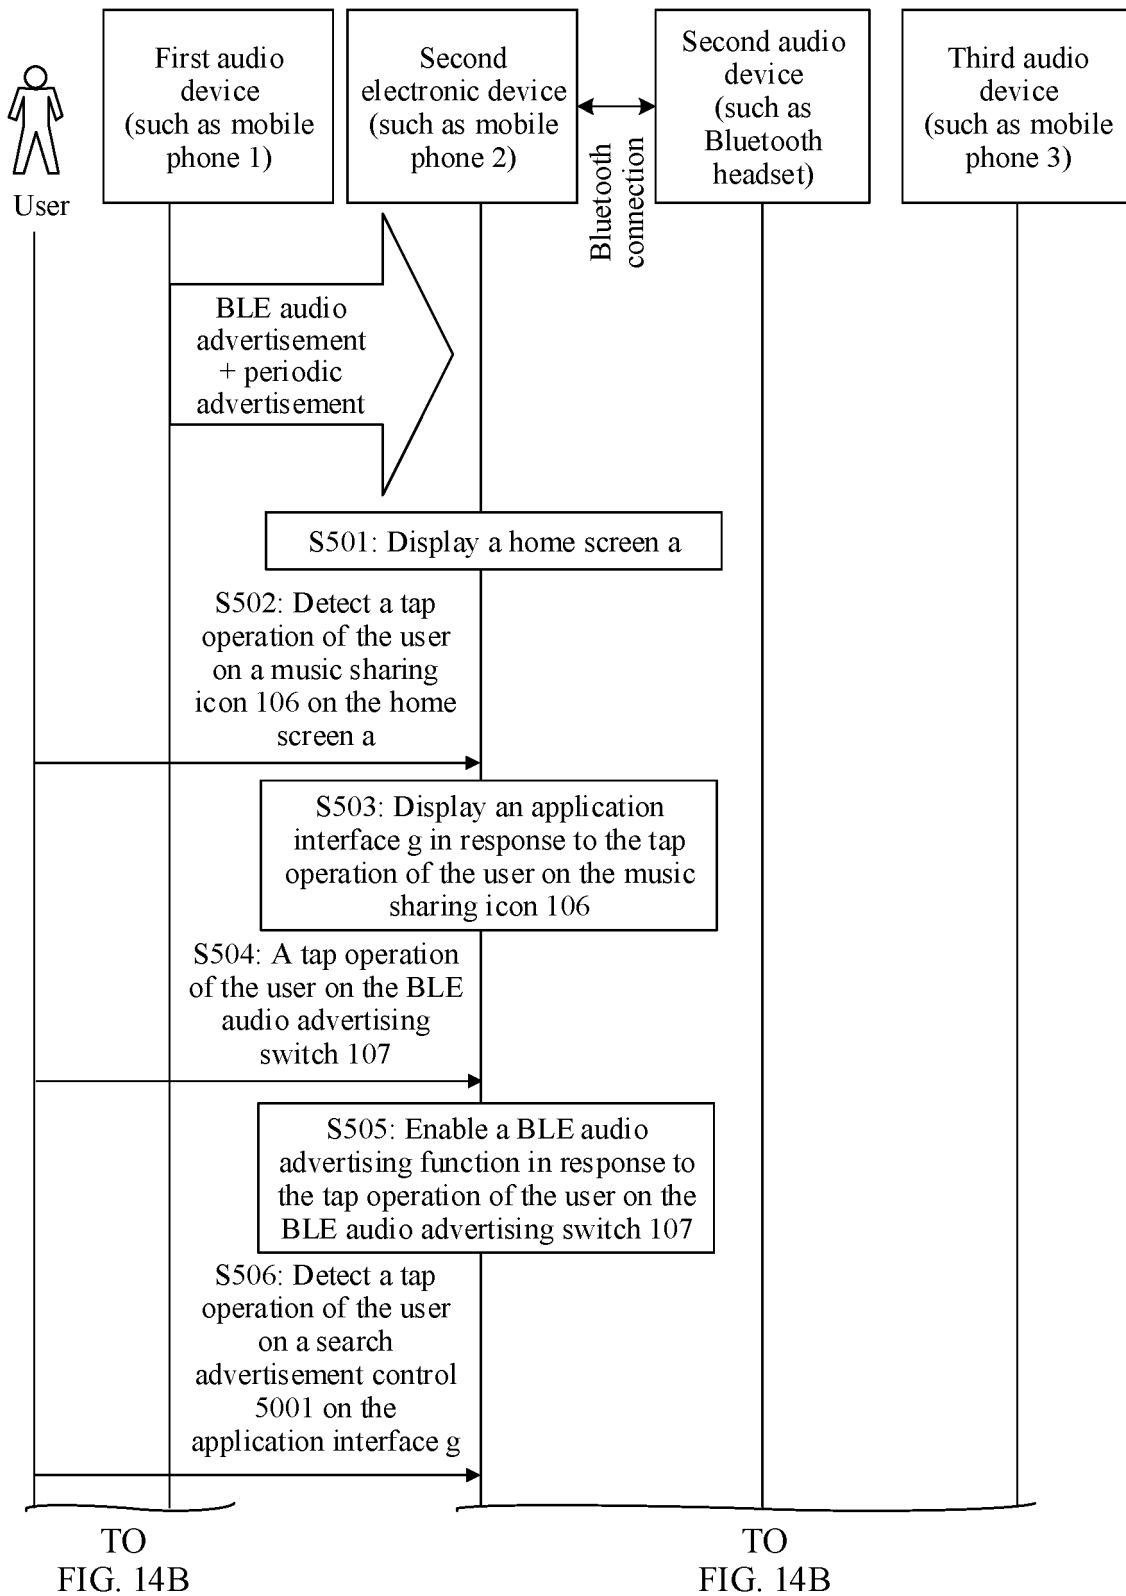 First audio
device
(such as mobile
phone 1)
Second
electronic device
(such as mobile
phone 2)
Second audio
device
(such as
Bluetooth
headset)
Third audio
device
(such as mobile
phone 3)
User
Bluetooth
connection
BLE audio
advertisement
+ periodic
advertisement
S501: Display a home screen a
S502: Detect a tap
operation of the user
on a music sharing
icon 106 on the home
screen a
S503: Display an application
interface g in response to the tap
operation of the user on the music
sharing icon 106
S504: A tap operation
of the user on the BLE
audio advertising
switch 107
S505: Enable a BLE audio
advertising function in response to
the tap operation of the user on the
BLE audio advertising switch 107
S506: Detect a tap
operation of the user
on a search
advertisement control
5001 on the
application interface g
TO
FIG. 14B
TO
FIG. 14B